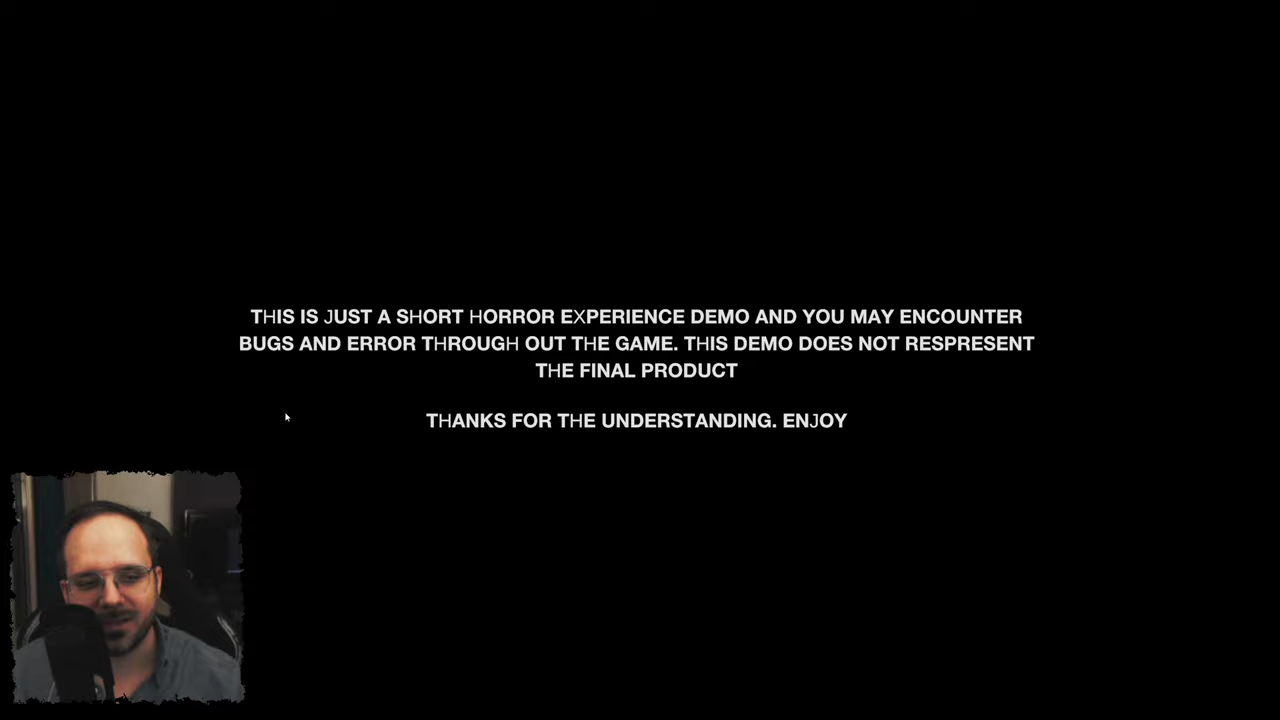 THIS IS JUST A SHORT HORROR EXPERIENCE DEMO AND YOU MAY ENCOUNTER
BUGS AND ERROR THROUGH OUT THE GAME. THIS DEMO DOES NOT RESPRESENT
THE FINAL PRODUCT
THANKS FOR THE UNDERSTANDING. ENJOY